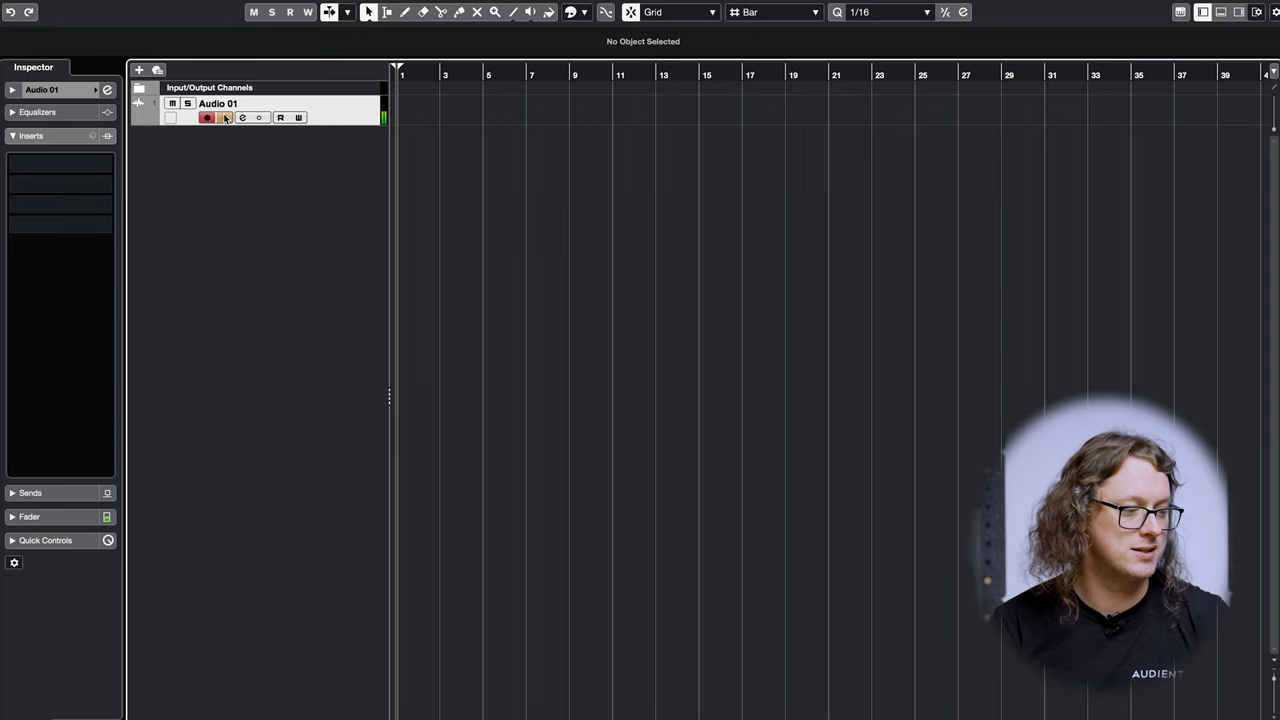 M S R W Grid Bar Q 1/16
No Object Selected
Inspector
Audio 01
Equalizers
Inserts
Sends
Fader
Quick Controls
Input/Output Channels
1 m S Audio 01
e R W
1 3 5 7 9 11 13 15 17 19 21 23 25 27 29 31 33 35 37 39 4
AUDIENT